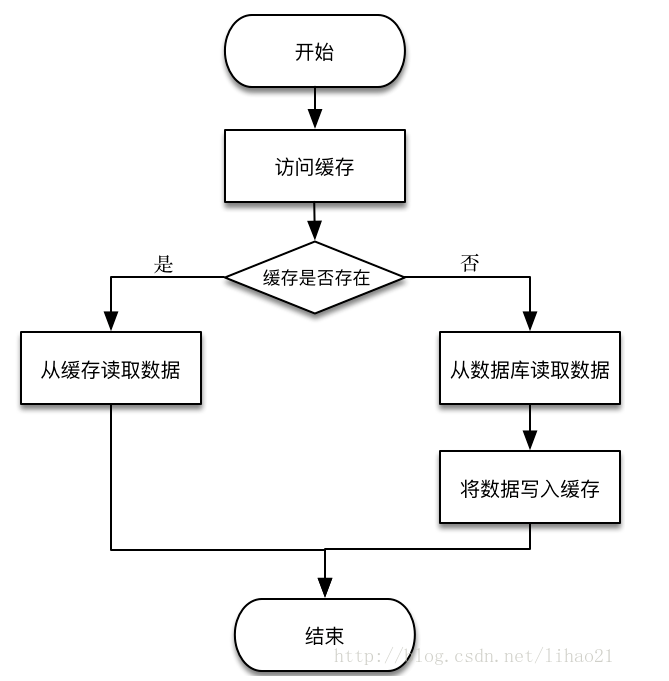 开始
访问缓存
缓存是否存在
是
否
从缓存读取数据
从数据库读取数据
将数据写入缓存
结束
http://blog.csdn.net/lihao21